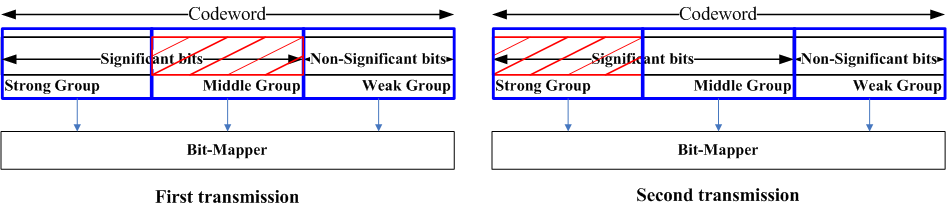 Codeword
Significant bits
Non-Significant bits
Strong Group
Middle Group
Weak Group
Bit-Mapper
First transmission
Codeword
Significant bits
Non-Significant bits
Strong Group
Middle Group
Weak Group
Bit-Mapper
Second transmission